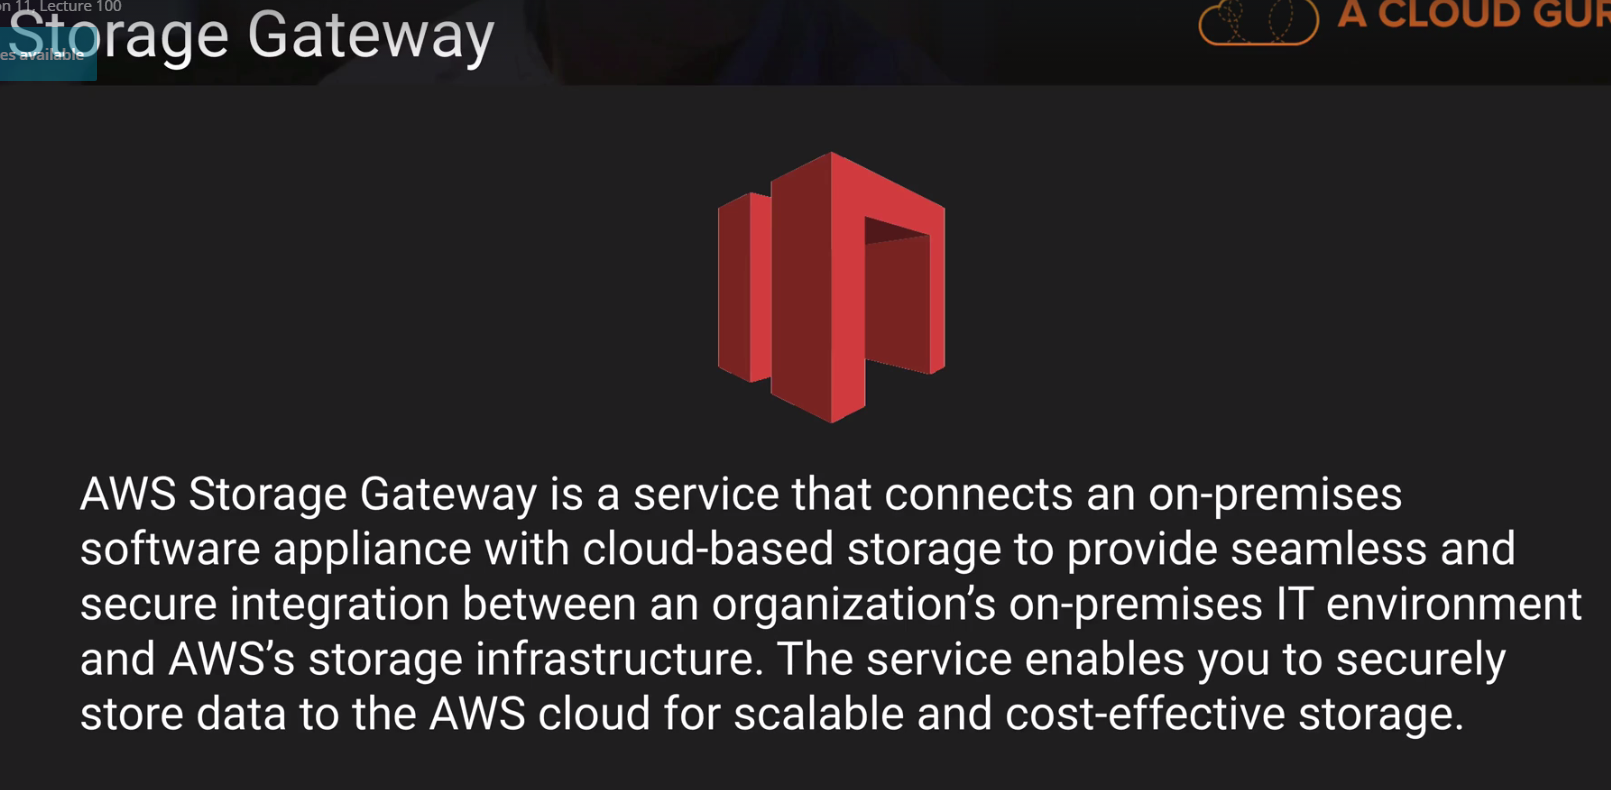 on 11, Lecture 100
Storage Gateway
es available
A CLOUD GUR
AWS Storage Gateway is a service that connects an on-premises
software appliance with cloud-based storage to provide seamless and
secure integration between an organization’s on-premises IT environment
and AWS’s storage infrastructure. The service enables you to securely
store data to the AWS cloud for scalable and cost-effective storage.